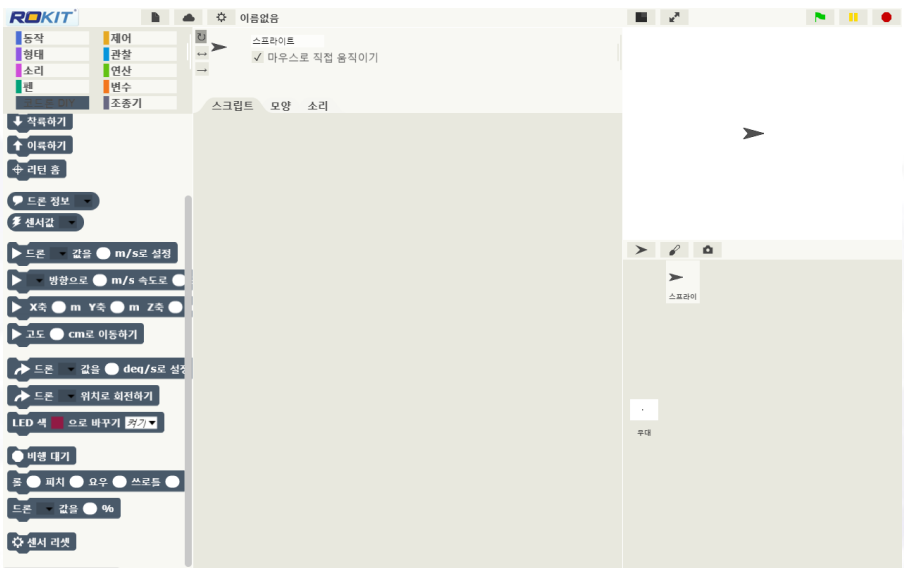 ROKIT
이름없음
동작
제어
형태
관찰
소리
연산
펜
변수
조종기
스프라이트
✓ 마우스로 직접 움직이기
스크립트 모양 소리
착륙하기
이륙하기
리턴 홈
드론 정보
센서값
드론 값을 m/s로 설정
방향으로 m/s 속도로
X축 m Y축 m Z축
고도 cm로 이동하기
드론 값을 deg/s로 설정
드론 위치로 회전하기
LED 색 으로 바꾸기 켜기
비행 대기
롤 피치 요우 쓰로틀
드론 값을 %
센서 리셋
스프라이
무대